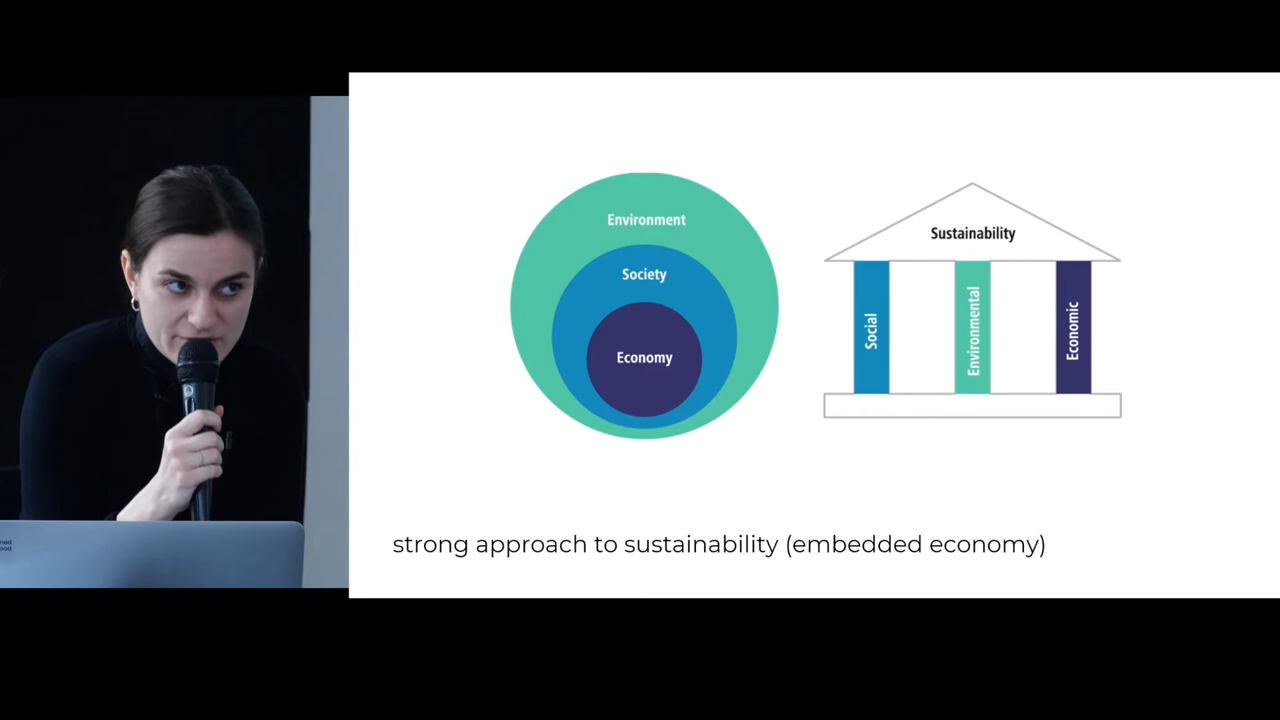 Environment
Society
Economy
Sustainability
Social
Environmental
Economic
strong approach to sustainability (embedded economy)